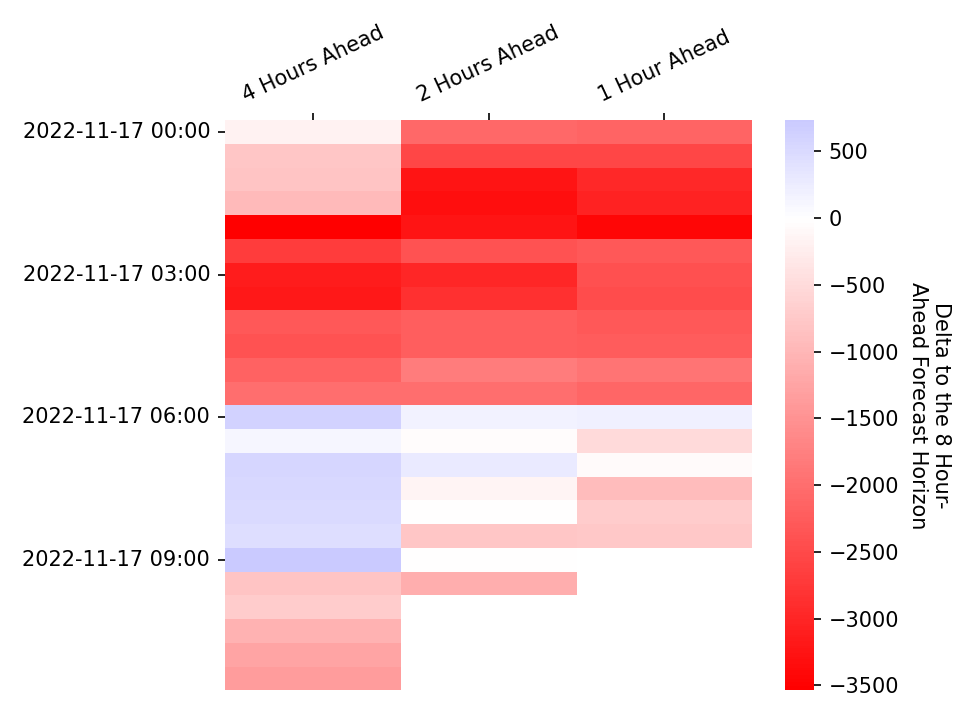 4 Hours Ahead
2 Hours Ahead
1 Hour Ahead
2022-11-17 00:00
2022-11-17 03:00
2022-11-17 06:00
2022-11-17 09:00
500
0
−500
−1000
−1500
−2000
−2500
−3000
−3500
Delta to the 8 Hour-
Ahead Forecast Horizon